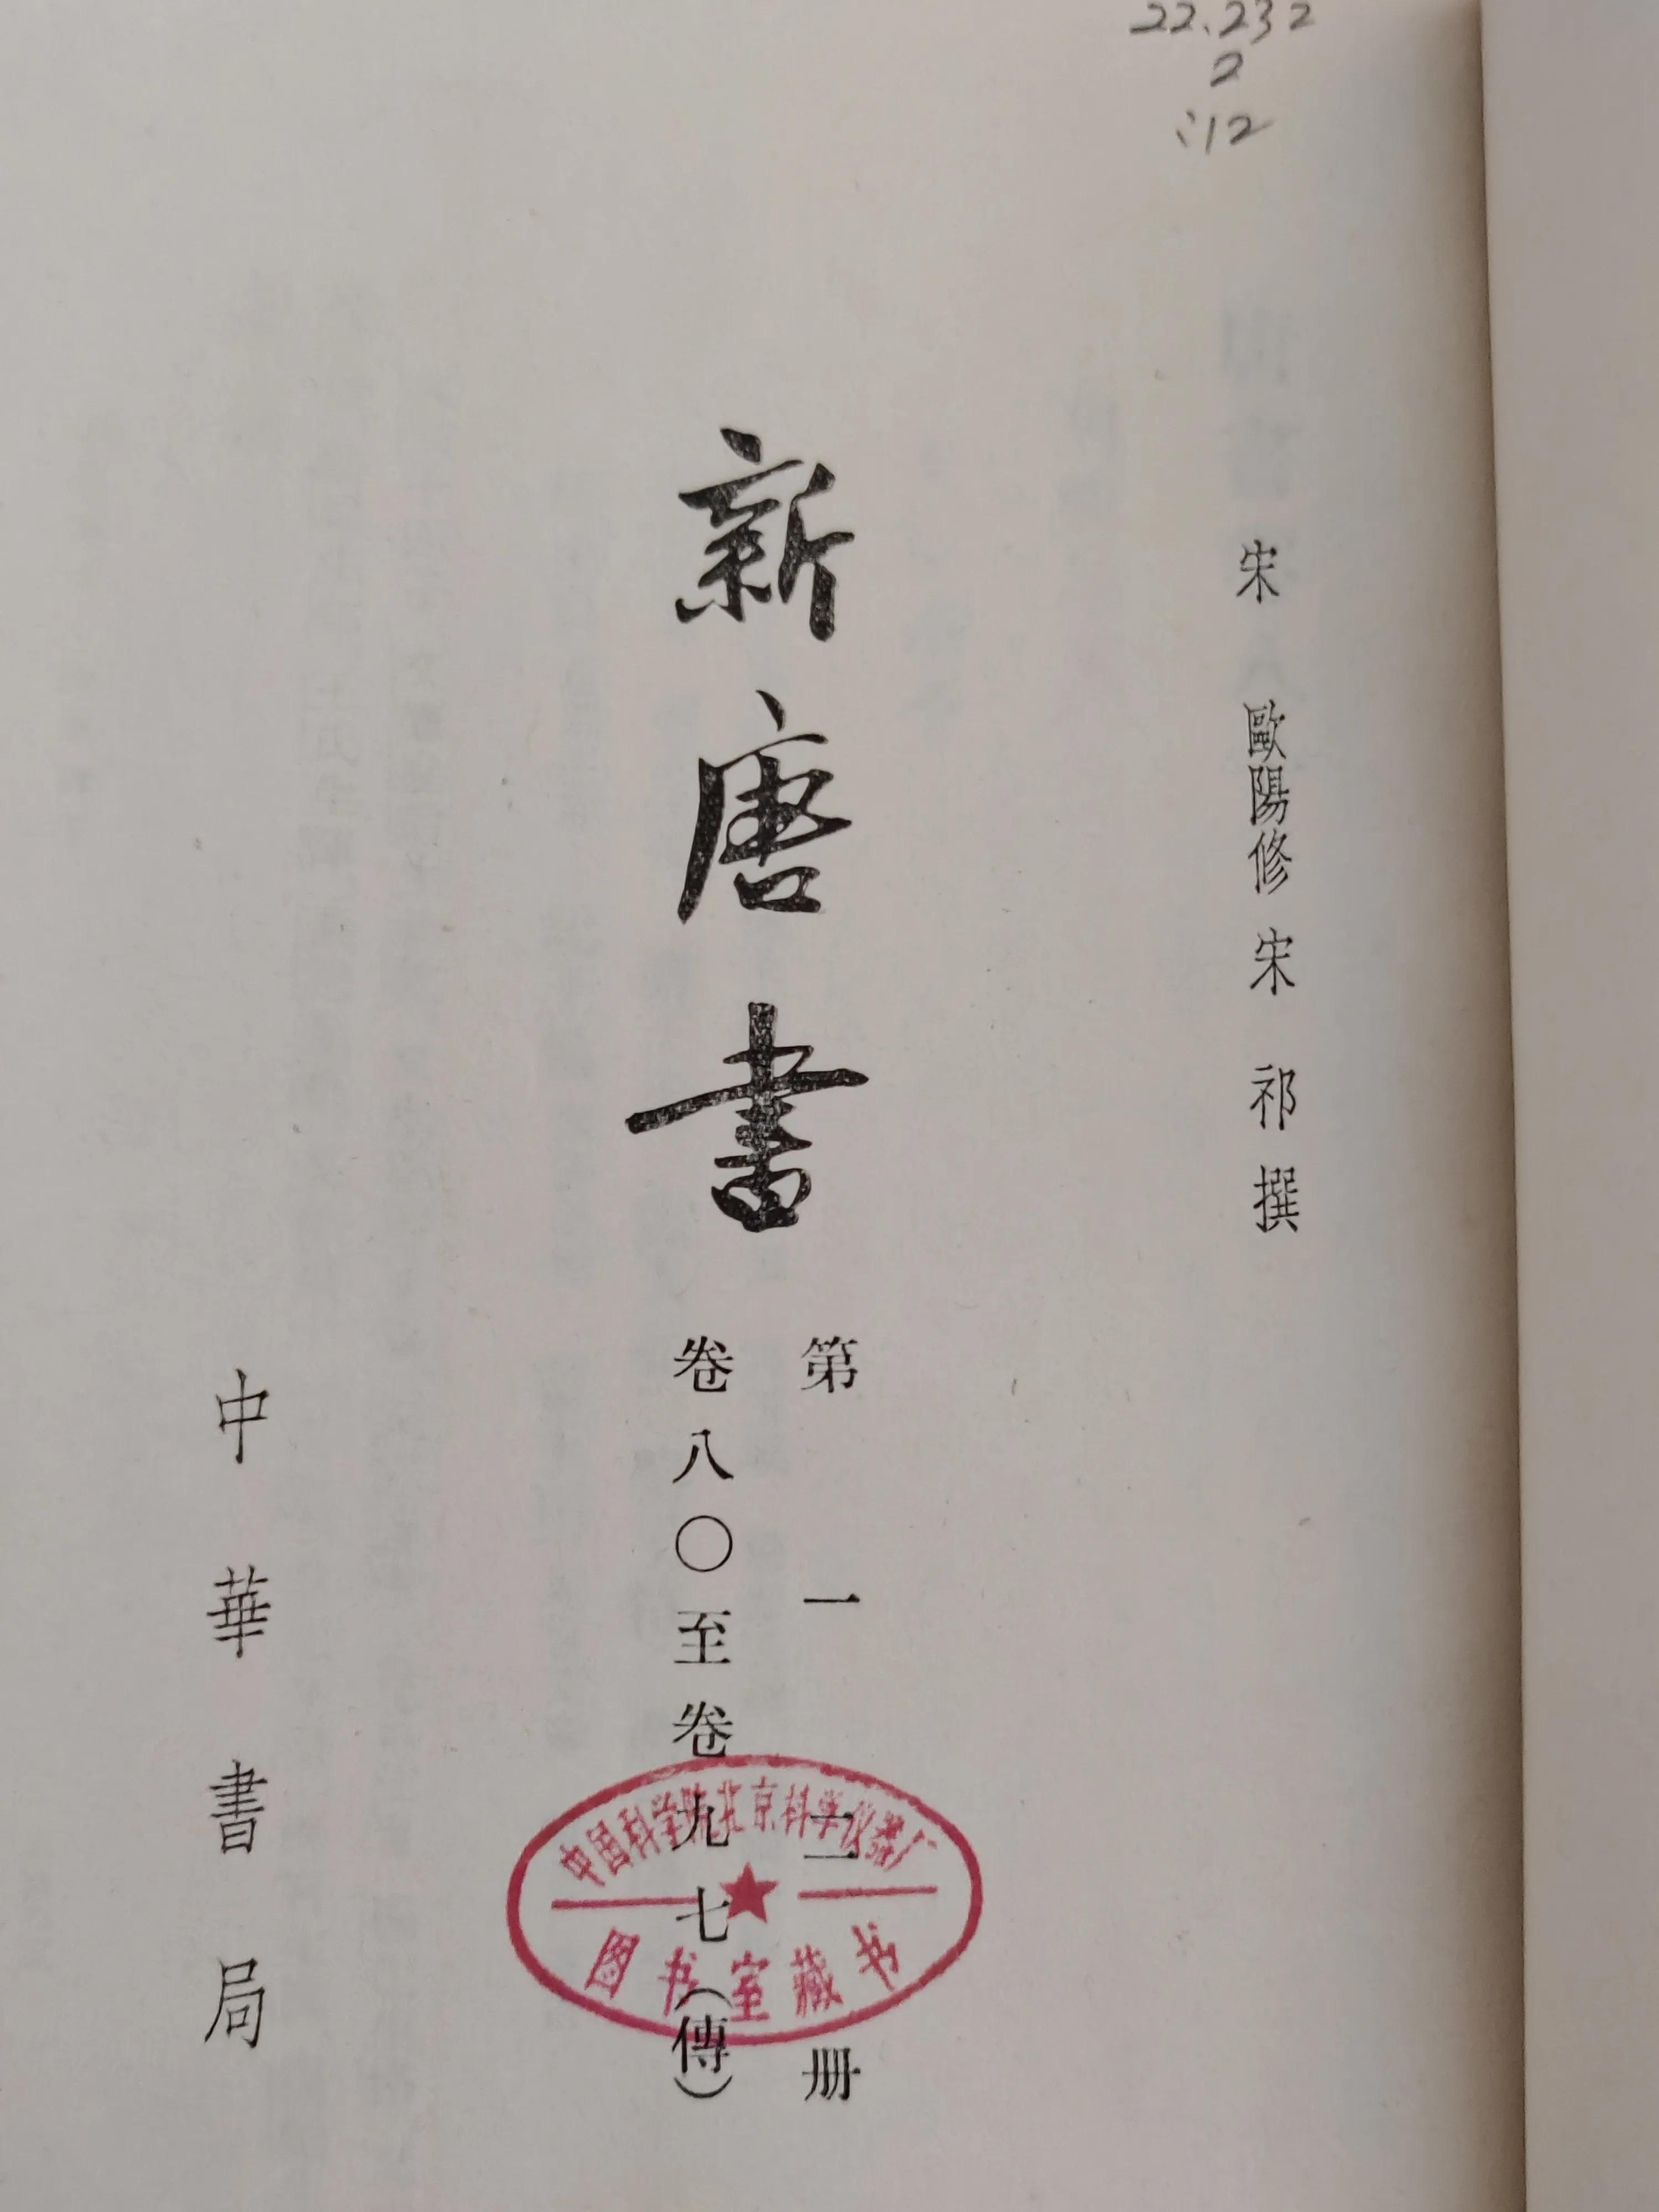 22.232
2
:12
宋 歐陽修 宋 祁 撰
新唐書
第一二册
卷八〇至卷九七(傳)
中国科学院北京科学仪器厂
图书室藏书
中華書局